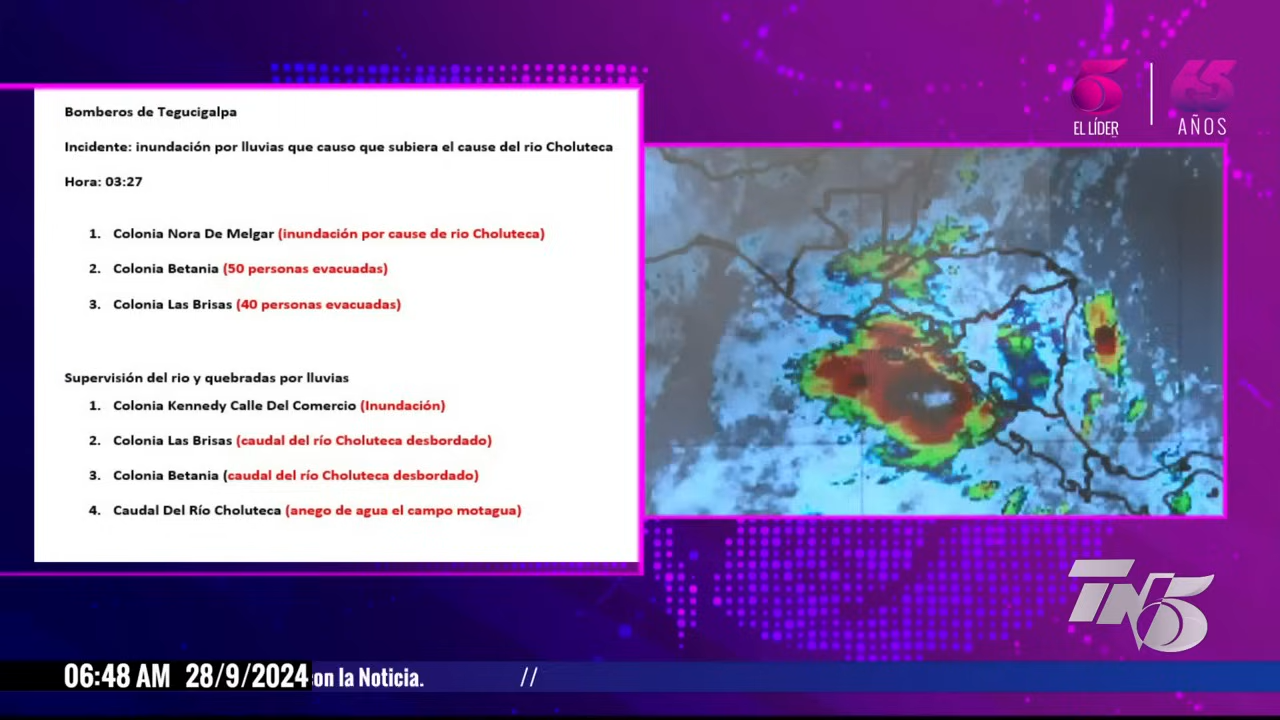 Bomberos de Tegucigalpa
Incidente: inundación por lluvias que causo que subiera el cause del rio Choluteca
Hora: 03:27
1. Colonia Nora De Melgar (inundación por cause de rio Choluteca)
2. Colonia Betania (50 personas evacuadas)
3. Colonia Las Brisas (40 personas evacuadas)
Supervisión del rio y quebradas por lluvias
1. Colonia Kennedy Calle Del Comercio (Inundación)
2. Colonia Las Brisas (caudal del río Choluteca desbordado)
3. Colonia Betania (caudal del río Choluteca desbordado)
4. Caudal Del Río Choluteca (anego de agua el campo motagua)
5 65
EL LÍDER AÑOS
TN5
06:48 AM 28/9/2024 con la Noticia. //